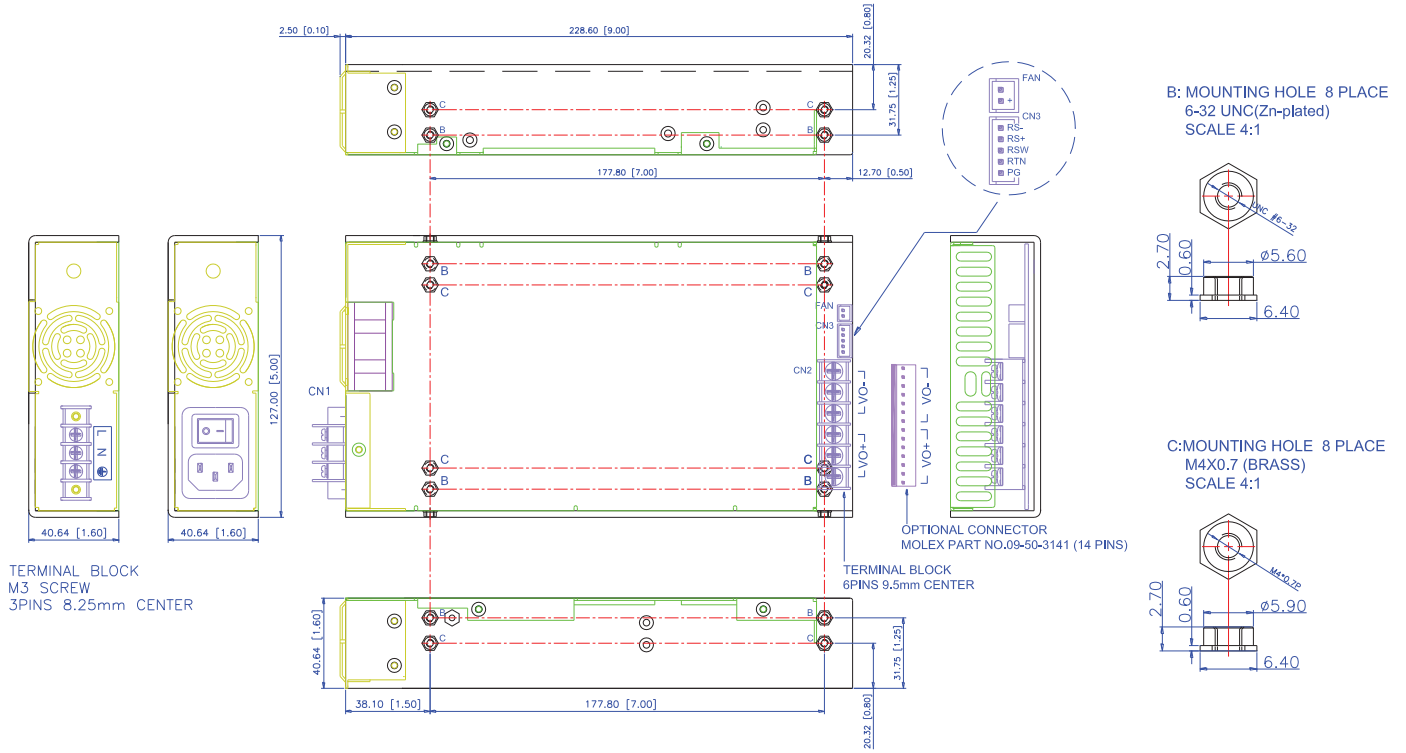 2.50 [0.10]
228.60 [9.00]
20.32 [0.80]
31.75 [1.25]
C
C
B
B
177.80 [7.00]
12.70 [0.50]
FAN
+
CN3
RS-
RS+
RSW
RTN
PG
B: MOUNTING HOLE 8 PLACE
6-32 UNC(Zn-plated)
SCALE 4:1
UNC #6-32
2.70
0.60
ø5.60
6.40
L N
40.64 [1.60]
40.64 [1.60]
127.00 [5.00]
TERMINAL BLOCK
M3 SCREW
3PINS 8.25mm CENTER
CN1
B
B
C
C
FAN
CN3
CN2
VO-
VO+
VO-
VO+
C
C
B
B
OPTIONAL CONNECTOR
MOLEX PART NO.09-50-3141 (14 PINS)
TERMINAL BLOCK
6PINS 9.5mm CENTER
C:MOUNTING HOLE 8 PLACE
M4X0.7 (BRASS)
SCALE 4:1
M4*0.7P
2.70
0.60
ø5.90
6.40
40.64 [1.60]
B
B
C
C
31.75 [1.25]
20.32 [0.80]
38.10 [1.50]
177.80 [7.00]